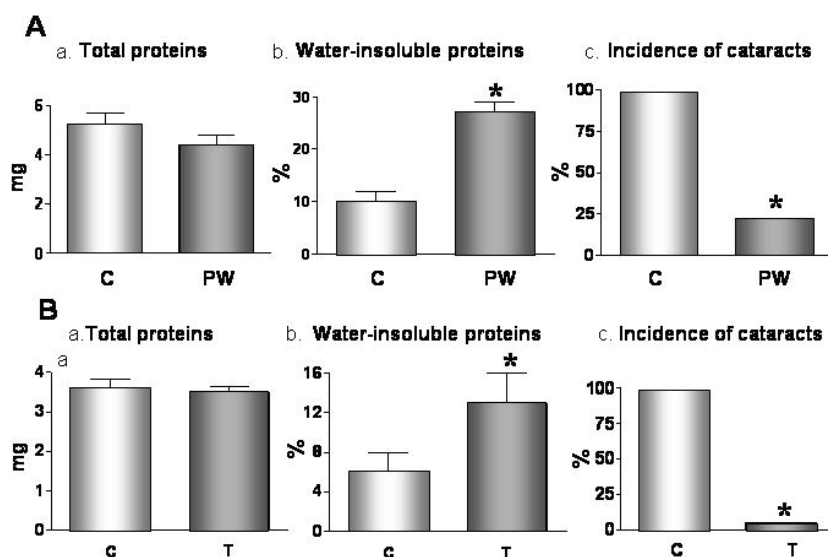 A
a. Total proteins
b. Water-insoluble proteins
c. Incidence of cataracts
mg
6
4
2
0
C PW
%
30
20
10
0
*
C PW
%
100
75
50
25
0
*
C PW
B
a. Total proteins
b. Water-insoluble proteins
c. Incidence of cataracts
a
mg
4
3
2
1
0
C T
%
16
12
8
4
0
*
C T
%
100
75
50
25
0
*
C T